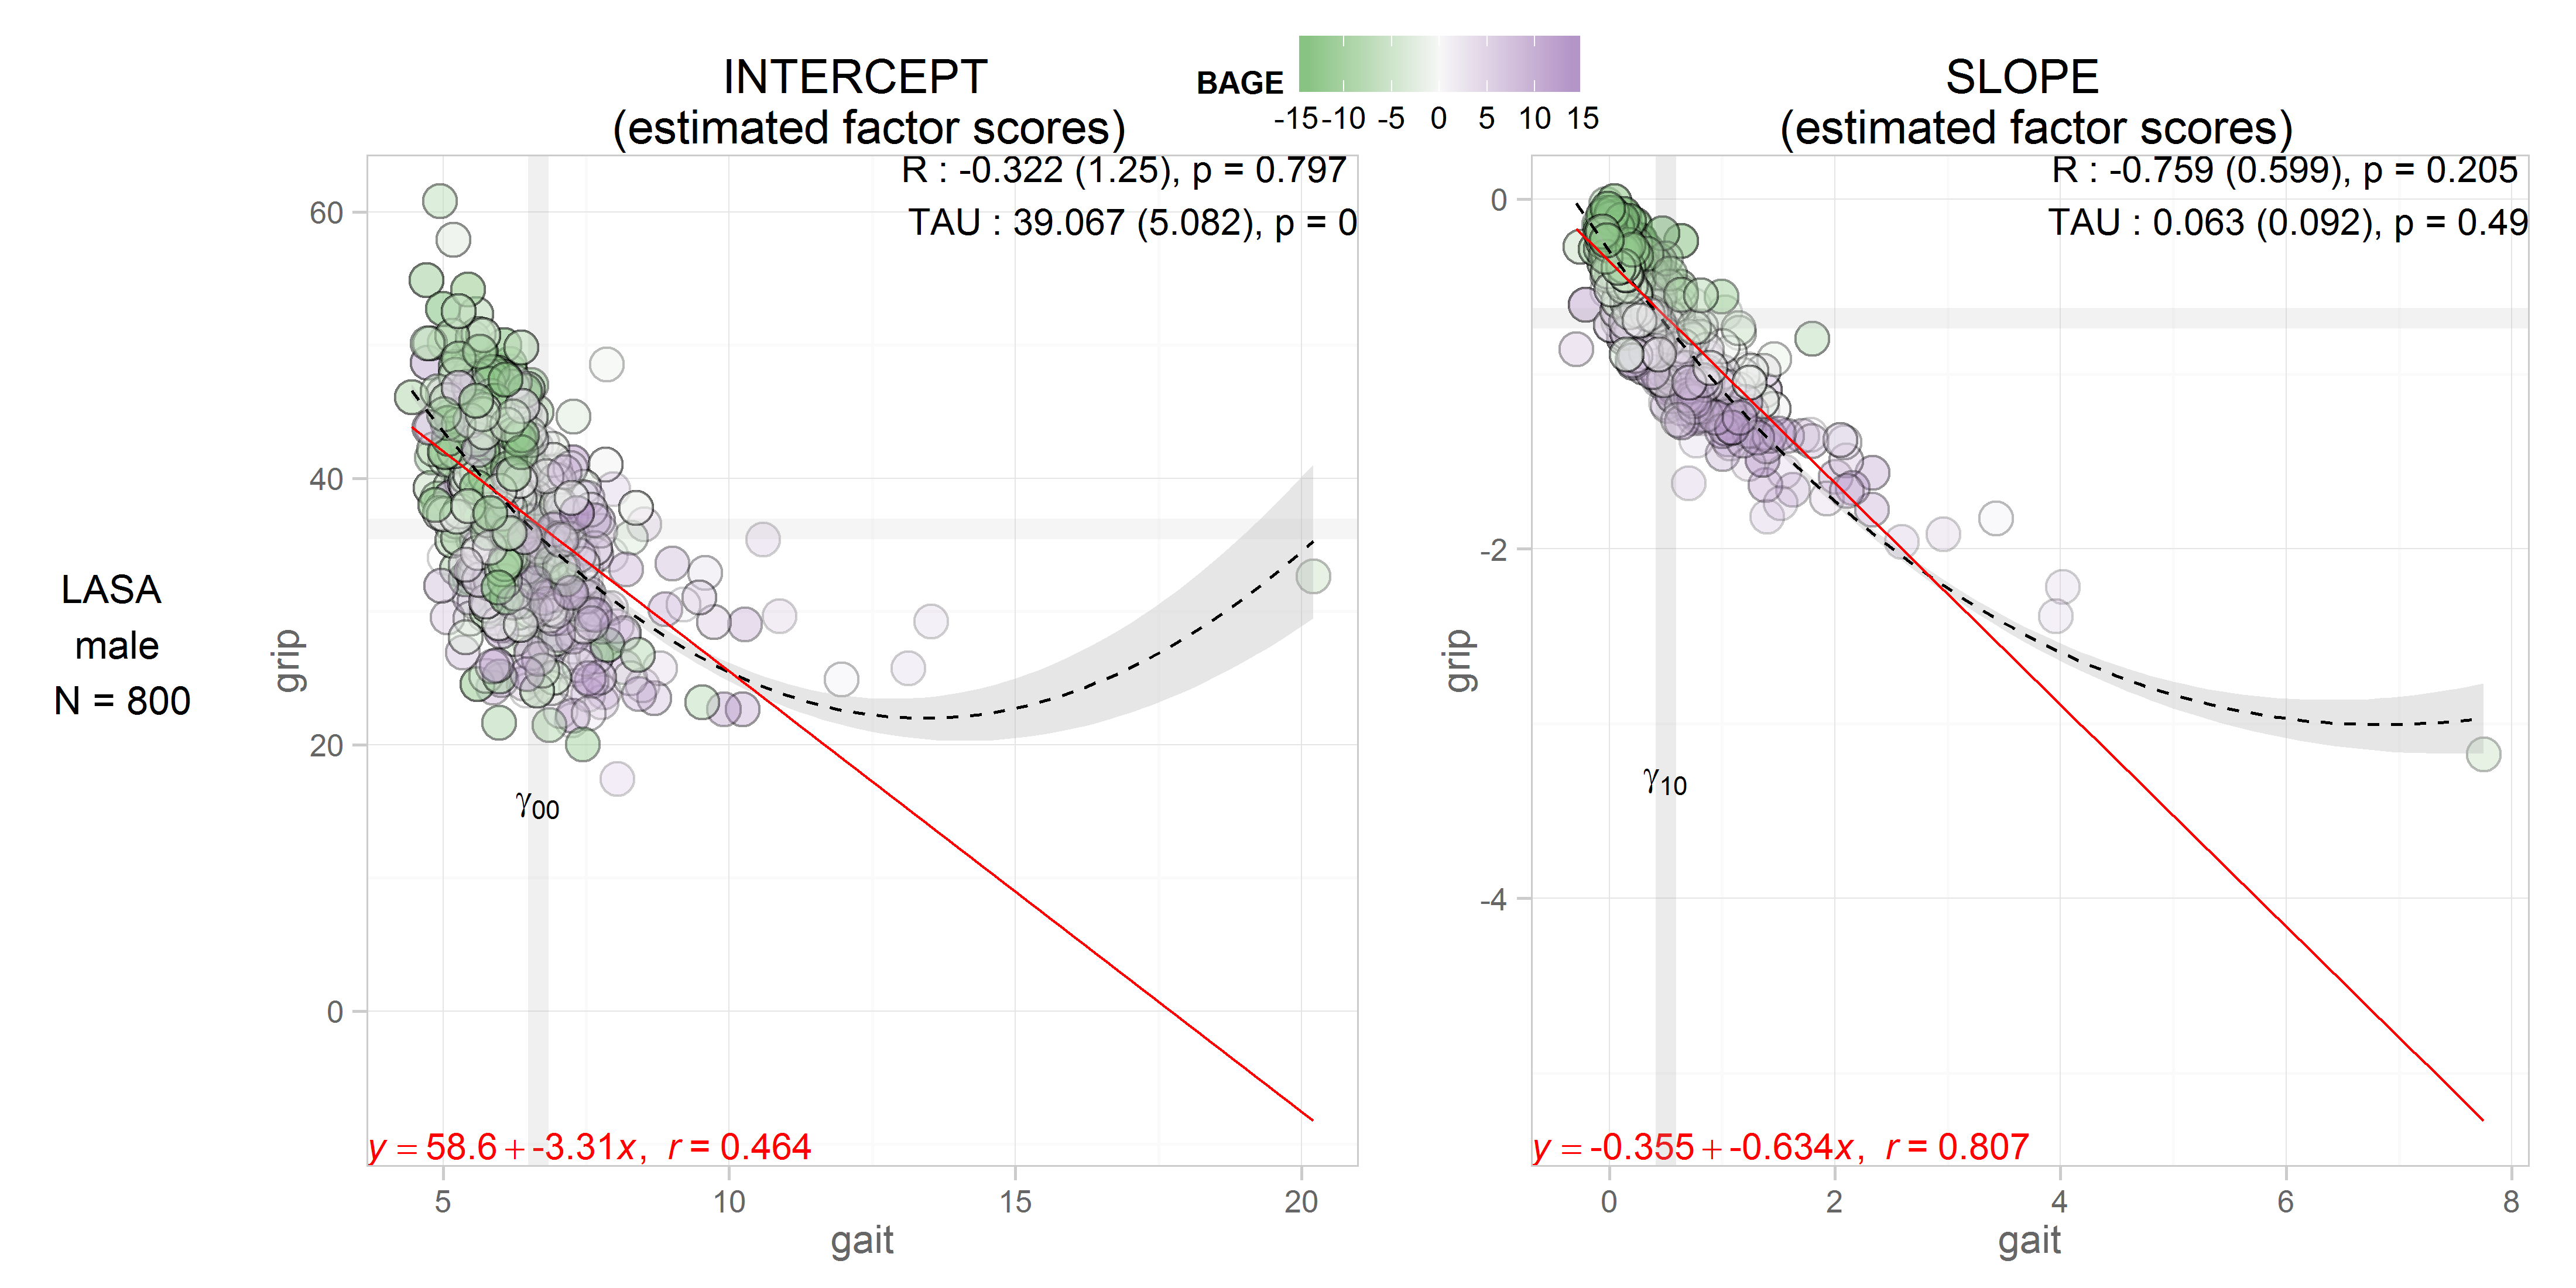 BAGE
-15 -10 -5 0 5 10 15
INTERCEPT
(estimated factor scores)
R : -0.322 (1.25), p = 0.797
TAU : 39.067 (5.082), p = 0
60
40
20
0
grip
γ00
y = 58.6 + -3.31x, r = 0.464
5 10 15 20
gait
SLOPE
(estimated factor scores)
R : -0.759 (0.599), p = 0.205
TAU : 0.063 (0.092), p = 0.49
0
-2
-4
grip
γ10
y = -0.355 + -0.634x, r = 0.807
0 2 4 6 8
gait
LASA
male
N = 800